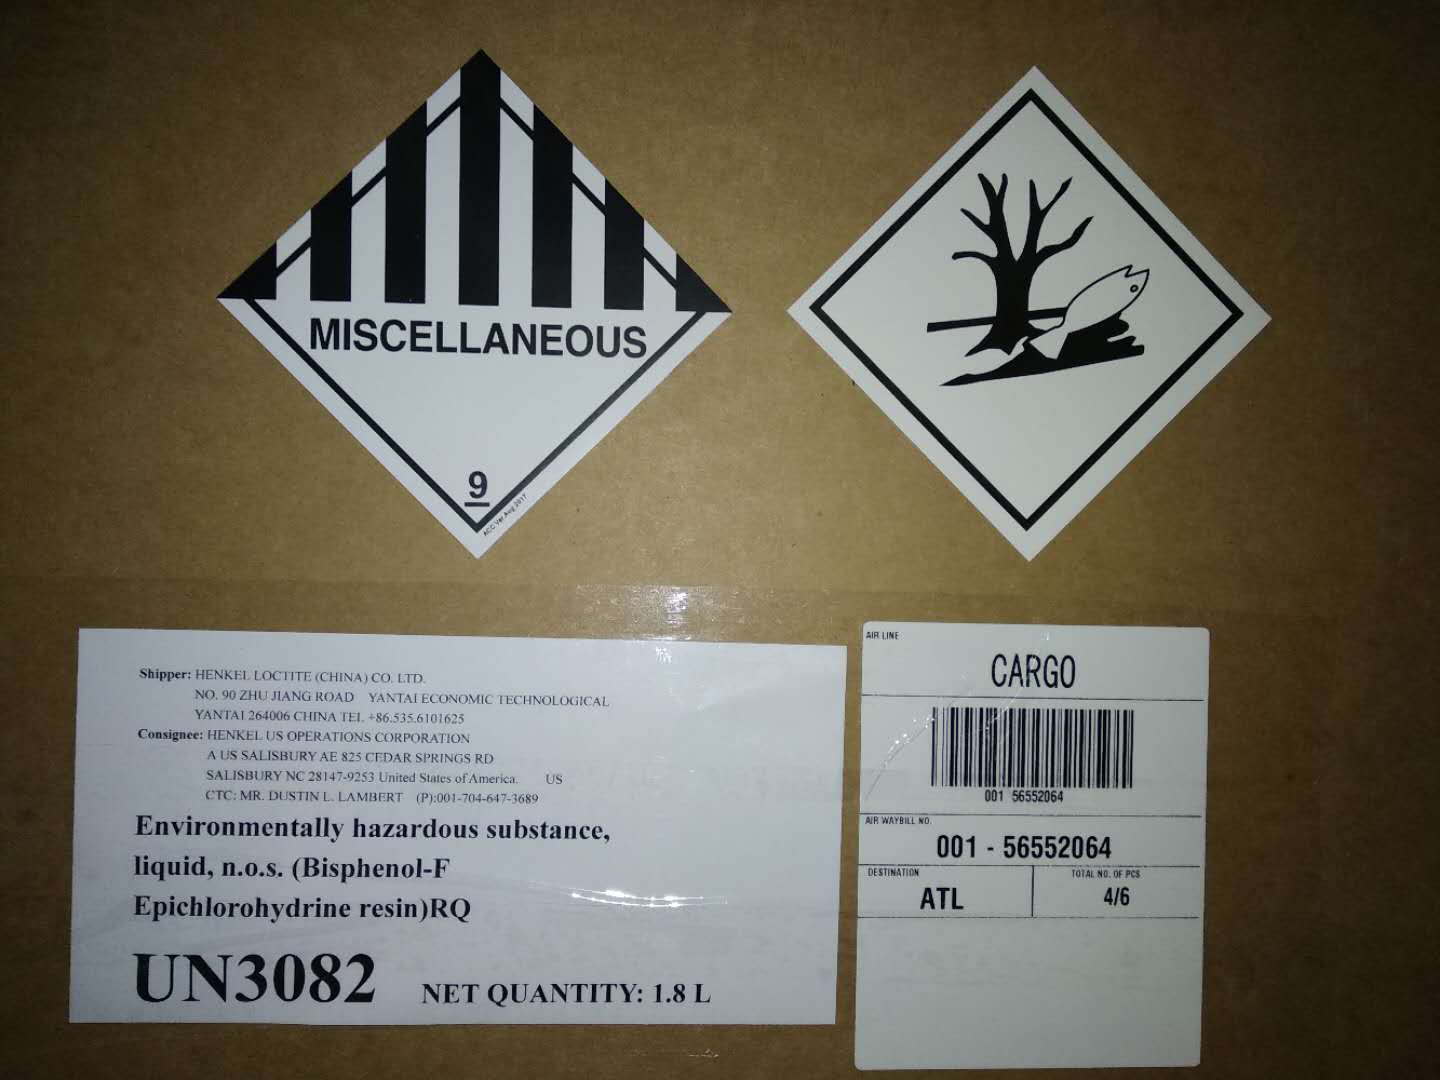 MISCELLANEOUS
9
ACC Ver.Aug 2017
Shipper: HENKEL LOCTITE (CHINA) CO. LTD.
NO. 90 ZHU JIANG ROAD YANTAI ECONOMIC TECHNOLOGICAL
YANTAI 264006 CHINA TEL +86.535.6101625
Consignee: HENKEL US OPERATIONS CORPORATION
A US SALISBURY AE 825 CEDAR SPRINGS RD
SALISBURY NC 28147-9253 United States of America. US
CTC: MR. DUSTIN L. LAMBERT (P):001-704-647-3689
Environmentally hazardous substance,
liquid, n.o.s. (Bisphenol-F
Epichlorohydrine resin)RQ
UN3082 NET QUANTITY: 1.8 L
AIR LINE
CARGO
001 56552064
AIR WAYBILL NO.
001 - 56552064
DESTINATION TOTAL NO. OF PCS
ATL 4/6